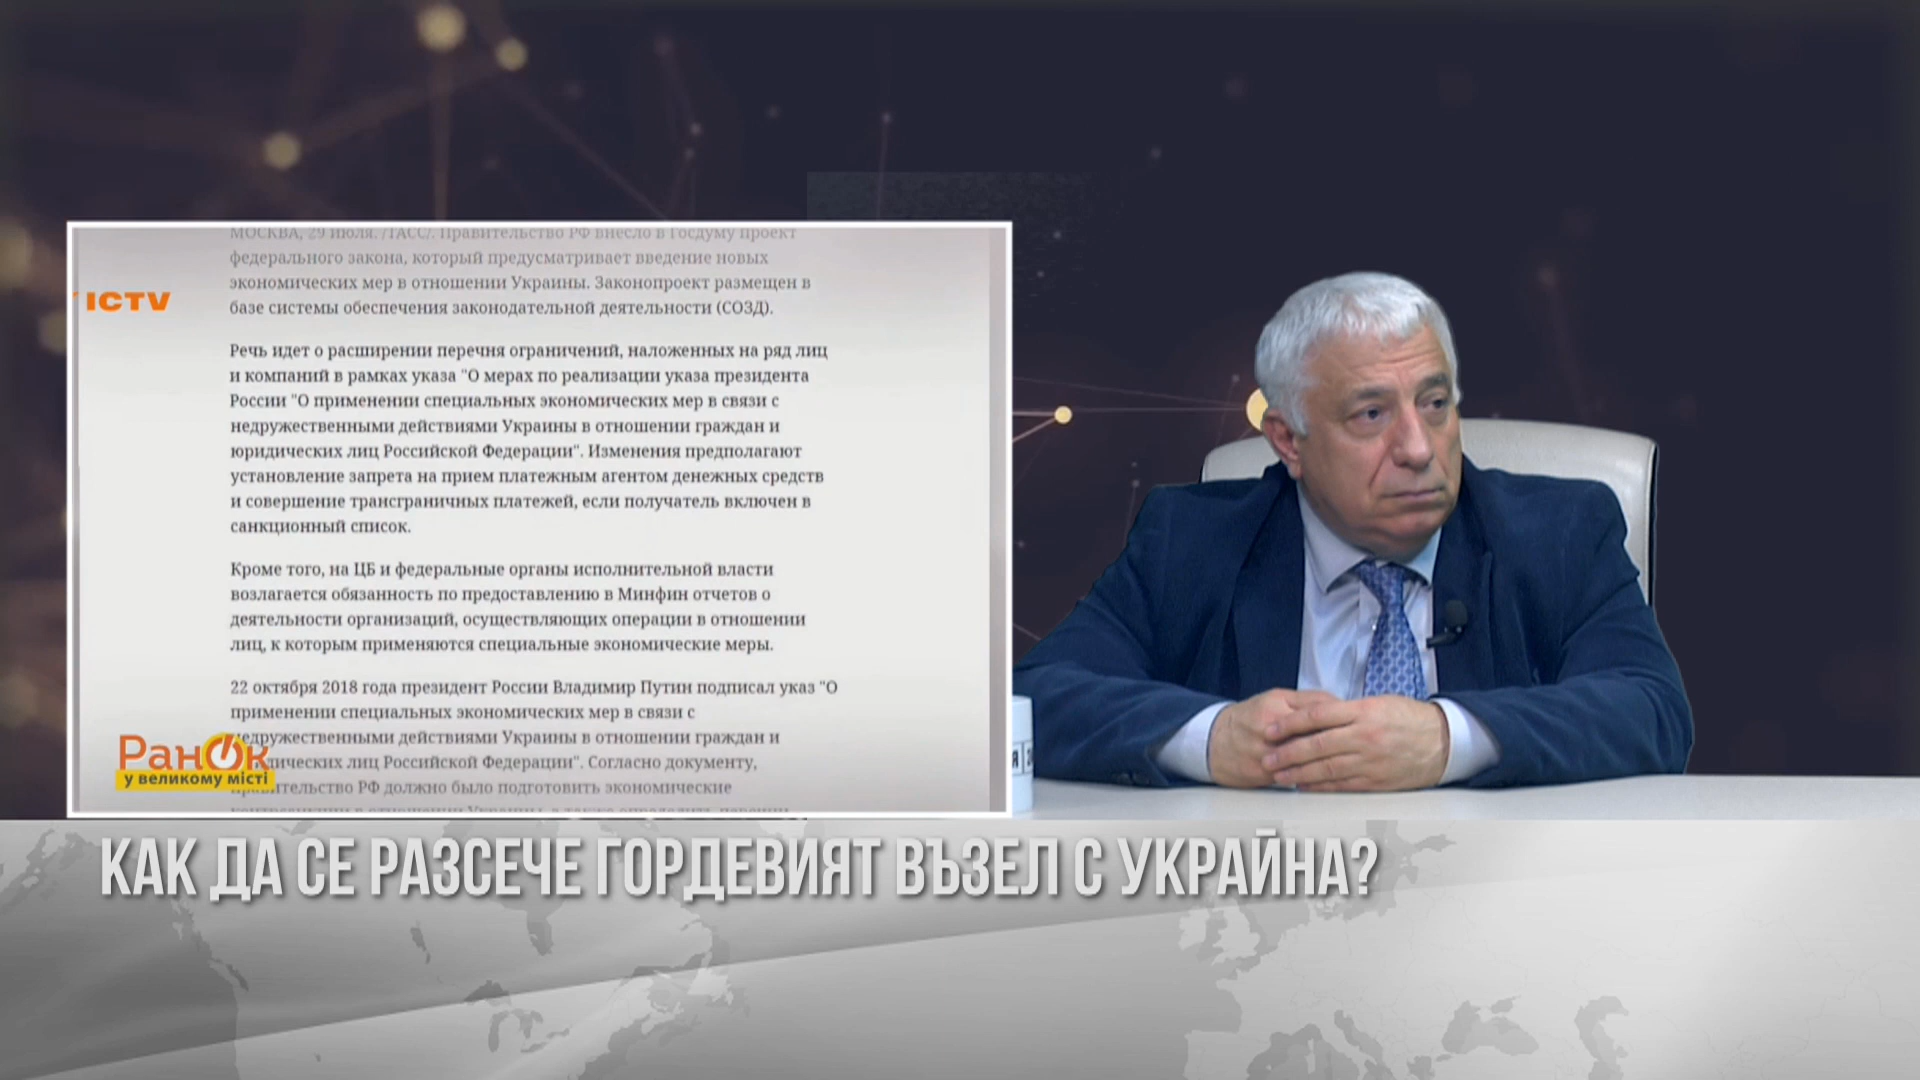 МОСКВА, 29 июля. /ТАСС/. Правительство РФ внесло в Госдуму проект
федерального закона, который предусматривает введение новых
экономических мер в отношении Украины. Законопроект размещен в
базе системы обеспечения законодательной деятельности (СОЗД).
ICTV
Речь идет о расширении перечня ограничений, наложенных на ряд лиц
и компаний в рамках указа "О мерах по реализации указа президента
России "О применении специальных экономических мер в связи с
недружественными действиями Украины в отношении граждан и
юридических лиц Российской Федерации". Изменения предполагают
установление запрета на прием платежным агентом денежных средств
и совершение трансграничных платежей, если получатель включен в
санкционный список.
Кроме того, на ЦБ и федеральные органы исполнительной власти
возлагается обязанность по предоставлению в Минфин отчетов о
деятельности организаций, осуществляющих операции в отношении
лиц, к которым применяются специальные экономические меры.
22 октября 2018 года президент России Владимир Путин подписал указ "О
применении специальных экономических мер в связи с
недружественными действиями Украины в отношении граждан и
лиц Российской Федерации". Согласно документу,
РФ должно было подготовить экономические
РанОк
у великому місті
КАК ДА СЕ РАЗСЕЧЕ ГОРДЕВИЯТ ВЪЗЕЛ С УКРАЙНА?